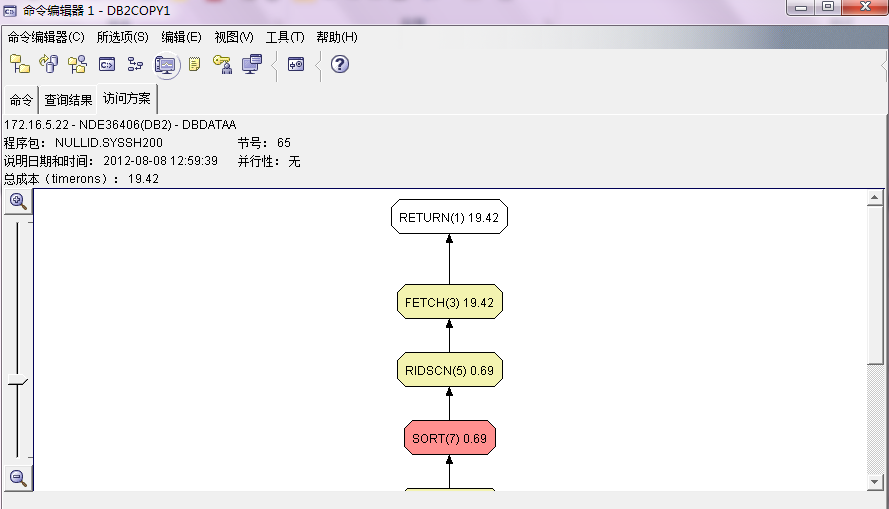 命令编辑器 1 - DB2COPY1
命令编辑器(C) 所选项(S) 编辑(E) 视图(V) 工具(T) 帮助(H)
命令 查询结果 访问方案
172.16.5.22 - NDE36406(DB2) - DBDATAA
程序包： NULLID.SYSSH200 节号： 65
说明日期和时间： 2012-08-08 12:59:39 并行性： 无
总成本（timerons）： 19.42
RETURN(1) 19.42
FETCH(3) 19.42
RIDSCN(5) 0.69
SORT(7) 0.69